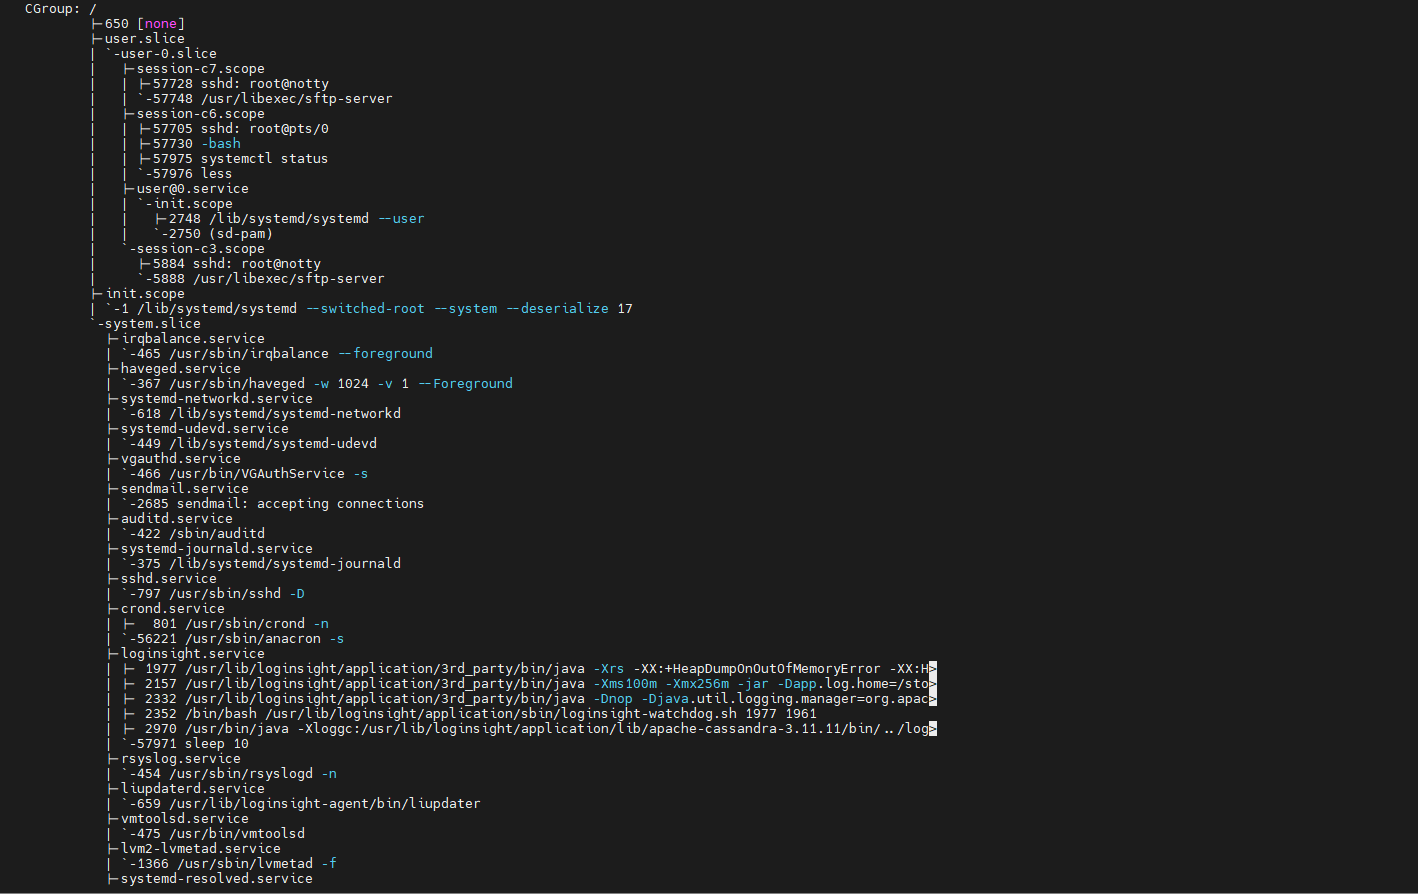 CGroup: /
├─650 [none]
├─user.slice
│ `-user-0.slice
│   ├─session-c7.scope
│   │ ├─57728 sshd: root@notty
│   │ `-57748 /usr/libexec/sftp-server
│   ├─session-c6.scope
│   │ ├─57705 sshd: root@pts/0
│   │ ├─57730 -bash
│   │ ├─57975 systemctl status
│   │ `-57976 less
│   ├─user@0.service
│   │ `-init.scope
│   │   ├─2748 /lib/systemd/systemd --user
│   │   `-2750 (sd-pam)
│   `-session-c3.scope
│     ├─5884 sshd: root@notty
│     `-5888 /usr/libexec/sftp-server
├─init.scope
│ `-1 /lib/systemd/systemd --switched-root --system --deserialize 17
`-system.slice
  ├─irqbalance.service
  │ `-465 /usr/sbin/irqbalance --foreground
  ├─haveged.service
  │ `-367 /usr/sbin/haveged -w 1024 -v 1 --Foreground
  ├─systemd-networkd.service
  │ `-618 /lib/systemd/systemd-networkd
  ├─systemd-udevd.service
  │ `-449 /lib/systemd/systemd-udevd
  ├─vgauthd.service
  │ `-466 /usr/bin/VGAuthService -s
  ├─sendmail.service
  │ `-2685 sendmail: accepting connections
  ├─auditd.service
  │ `-422 /sbin/auditd
  ├─systemd-journald.service
  │ `-375 /lib/systemd/systemd-journald
  ├─sshd.service
  │ `-797 /usr/sbin/sshd -D
  ├─crond.service
  │ ├─  801 /usr/sbin/crond -n
  │ `-56221 /usr/sbin/anacron -s
  ├─loginsight.service
  │ ├─ 1977 /usr/lib/loginsight/application/3rd_party/bin/java -Xrs -XX:+HeapDumpOnOutOfMemoryError -XX:H>
  │ ├─ 2157 /usr/lib/loginsight/application/3rd_party/bin/java -Xms100m -Xmx256m -jar -Dapp.log.home=/sto>
  │ ├─ 2332 /usr/lib/loginsight/application/3rd_party/bin/java -Dnop -Djava.util.logging.manager=org.apac>
  │ ├─ 2352 /bin/bash /usr/lib/loginsight/application/sbin/loginsight-watchdog.sh 1977 1961
  │ ├─ 2970 /usr/bin/java -Xloggc:/usr/lib/loginsight/application/lib/apache-cassandra-3.11.11/bin/../log>
  │ `-57971 sleep 10
  ├─rsyslog.service
  │ `-454 /usr/sbin/rsyslogd -n
  ├─liupdaterd.service
  │ `-659 /usr/lib/loginsight-agent/bin/liupdater
  ├─vmtoolsd.service
  │ `-475 /usr/bin/vmtoolsd
  ├─lvm2-lvmetad.service
  │ `-1366 /usr/sbin/lvmetad -f
  ├─systemd-resolved.service